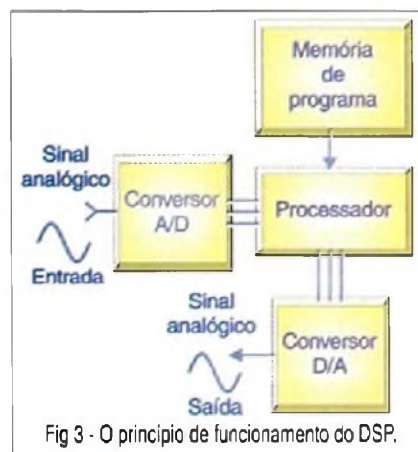 Memória
de
programa
Sinal
analógico
Conversor
A/D
Processador
Entrada
Sinal
analógico
Conversor
D/A
Saída
Fig 3 - O princípio de funcionamento do DSP.